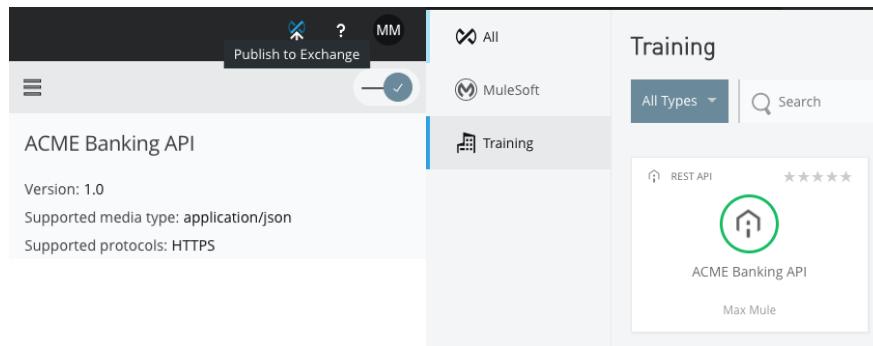 ? MM
Publish to Exchange
ACME Banking API
Version: 1.0
Supported media type: application/json
Supported protocols: HTTPS
All
MuleSoft
Training
Training
All Types Search
REST API
ACME Banking API
Max Mule